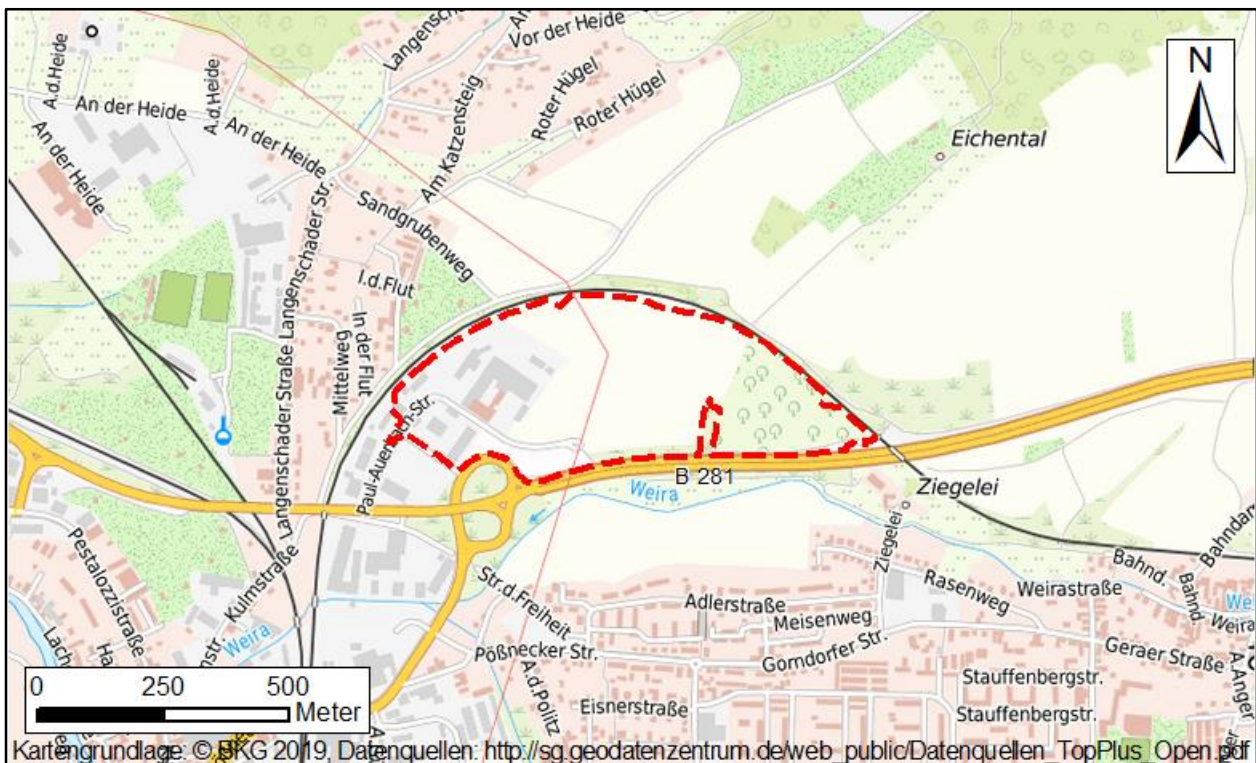 A.d.Heide
An der Heide
A.d.Heide
An der Heide
An der Heide
Langensch
Vor der Heide
Am Katzensteig
Roter Hügel
Roter Hügel
Sandgrubenweg
Langenschader Str.
Langenschader Straße
I.d.Flut
In der Flut
Mittelweg
Paul-Auerbach-Str.
Eichental
N
B 281
Weira
Ziegelei
Ziegelei
Pestalozzistraße
Kulmstraße
Weira
Str.d.Freiheit
Adlerstraße
Meisenweg
Rasenweg
Weirastraße
Bahnd.
Bahnd.
Bahndar
Weira
Pößnecker Str.
Gorndorfer Str.
Geraer Straße
A.d.Politz
Eisnerstraße
Stauffenbergstr.
Stauffenbergstr.
A.Anger
0 250 500
Meter
Kartengrundlage: © BKG 2019, Datenquellen: http://sg.geodatenzentrum.de/web_public/Datenquellen_TopPlus_Open.pdf